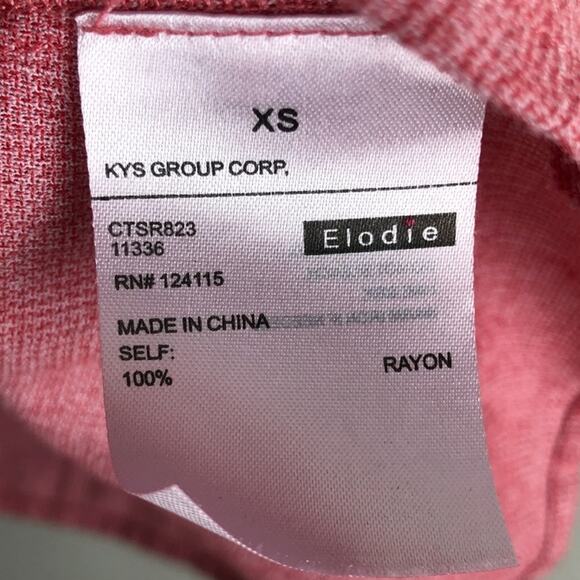 XS
KYS GROUP CORP.
CTSR823
11336
Elodie
RN# 124115
MADE IN CHINA
SELF:
100% RAYON